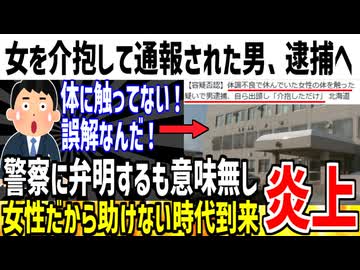 女を介抱して通報された男、逮捕へ
【容疑否認】体調不良で休んでいた女性の体を触った
疑いで男逮捕、自ら出頭し「介抱しただけ」 北海道
体に触ってない！
誤解なんだ！
警察に弁明するも意味無し
女性だから助けない時代到来
炎上